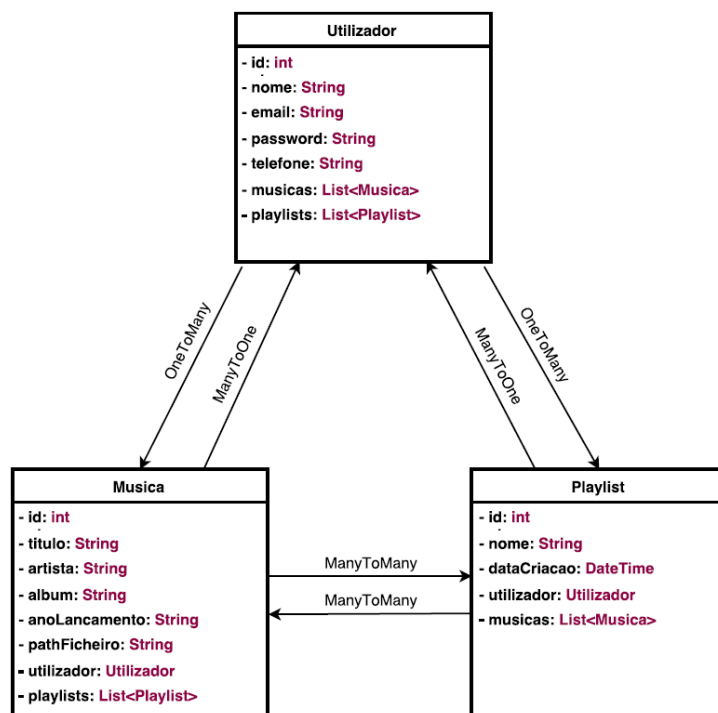 Utilizador
- id: int
- nome: String
- email: String
- password: String
- telefone: String
- musicas: List<Musica>
- playlists: List<Playlist>
OneToMany
ManyToOne
ManyToOne
OneToMany
Musica
- id: int
- titulo: String
- artista: String
- album: String
- anoLancamento: String
- pathFicheiro: String
- utilizador: Utilizador
- playlists: List<Playlist>
ManyToMany
ManyToMany
Playlist
- id: int
- nome: String
- dataCriacao: DateTime
- utilizador: Utilizador
- musicas: List<Musica>